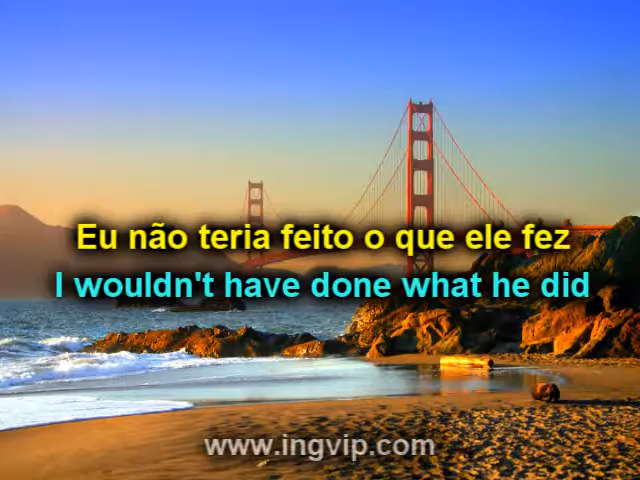 Eu não teria feito o que ele fez
I wouldn't have done what he did
www.ingvip.com